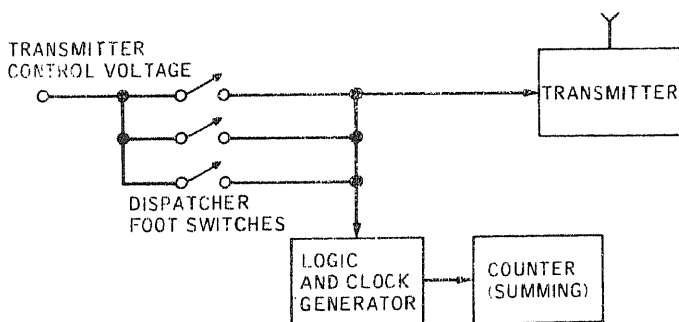 TRANSMITTER
CONTROL VOLTAGE
TRANSMITTER
DISPATCHER
FOOT SWITCHES
LOGIC
AND CLOCK
GENERATOR
COUNTER
(SUMMING)